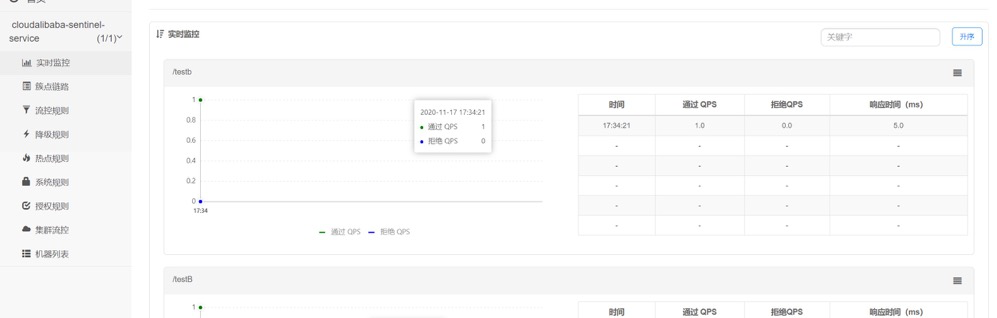 首页
cloudalibaba-sentinel-
service (1/1)
实时监控
簇点链路
流控规则
降级规则
热点规则
系统规则
授权规则
集群流控
机器列表
实时监控
关键字
升序
/testb
1
0.8
0.6
0.4
0.2
0
17:34
2020-11-17 17:34:21
通过 QPS 1
拒绝 QPS 0
通过 QPS 拒绝 QPS
时间 通过 QPS 拒绝QPS 响应时间（ms）
17:34:21 1.0 0.0 5.0
- - - -
- - - -
- - - -
- - - -
- - - -
/testB
1
时间 通过 QPS 拒绝QPS 响应时间（ms）